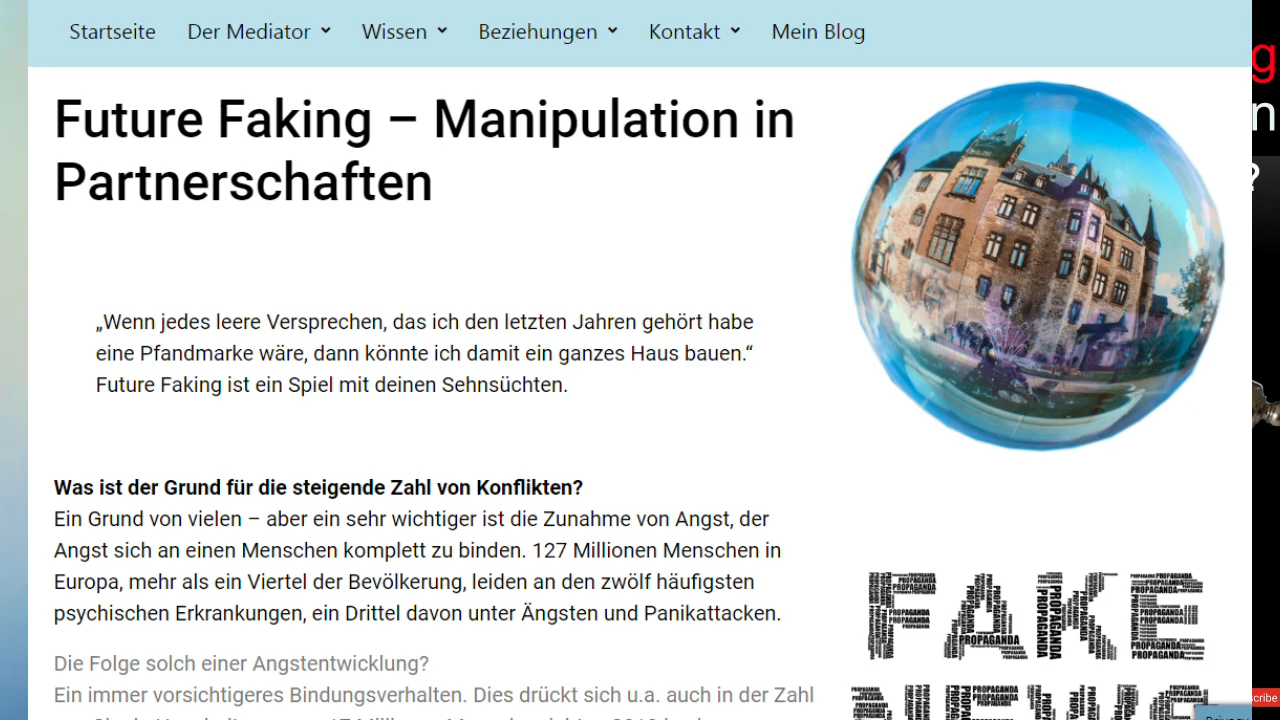 Startseite Der Mediator Wissen Beziehungen Kontakt Mein Blog
Future Faking – Manipulation in
Partnerschaften
„Wenn jedes leere Versprechen, das ich den letzten Jahren gehört habe
eine Pfandmarke wäre, dann könnte ich damit ein ganzes Haus bauen.“
Future Faking ist ein Spiel mit deinen Sehnsüchten.
Was ist der Grund für die steigende Zahl von Konflikten?
Ein Grund von vielen – aber ein sehr wichtiger ist die Zunahme von Angst, der
Angst sich an einen Menschen komplett zu binden. 127 Millionen Menschen in
Europa, mehr als ein Viertel der Bevölkerung, leiden an den zwölf häufigsten
psychischen Erkrankungen, ein Drittel davon unter Ängsten und Panikattacken.
Die Folge solch einer Angstentwicklung?
Ein immer vorsichtigeres Bindungsverhalten. Dies drückt sich u.a. auch in der Zahl
FAKE
PROPAGANDA